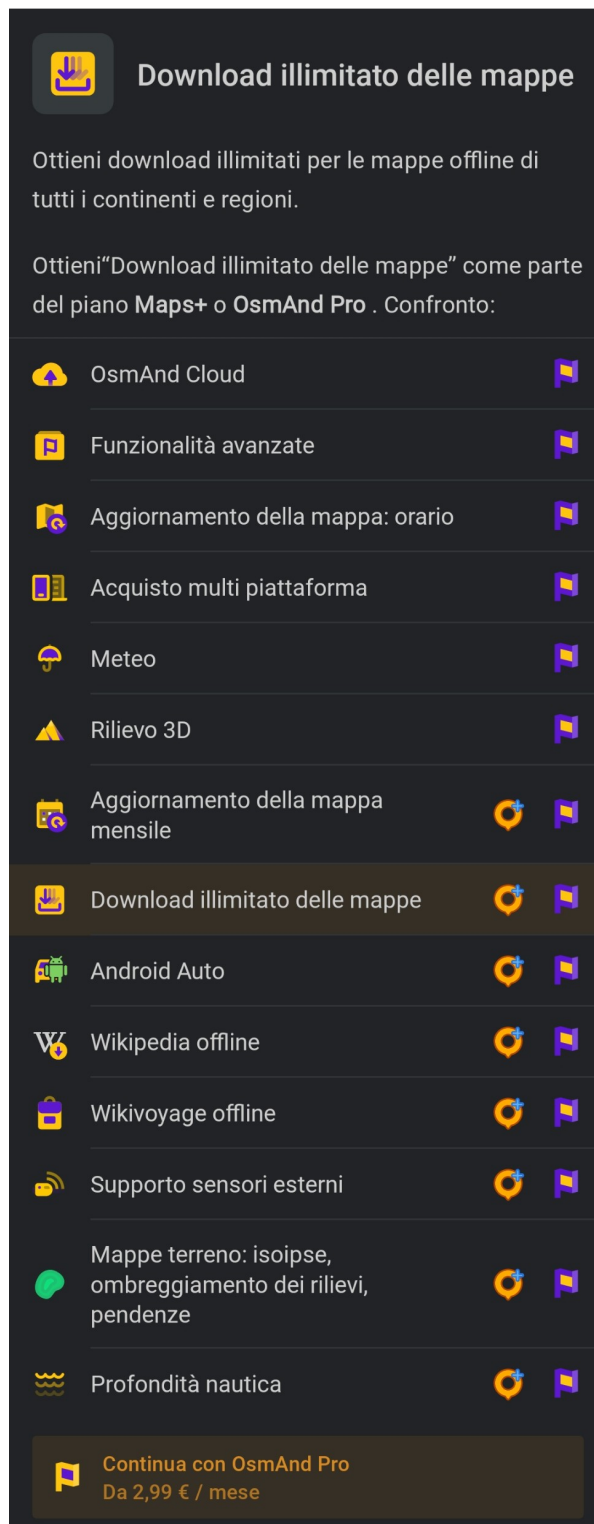 Download illimitato delle mappe
Ottieni download illimitati per le mappe offline di
tutti i continenti e regioni.
Ottieni“Download illimitato delle mappe” come parte
del piano Maps+ o OsmAnd Pro . Confronto:
OsmAnd Cloud
Funzionalità avanzate
Aggiornamento della mappa: orario
Acquisto multi piattaforma
Meteo
Rilievo 3D
Aggiornamento della mappa
mensile
Download illimitato delle mappe
Android Auto
Wikipedia offline
Wikivoyage offline
Supporto sensori esterni
Mappe terreno: isoipse,
ombreggiamento dei rilievi,
pendenze
Profondità nautica
Continua con OsmAnd Pro
Da 2,99 € / mese